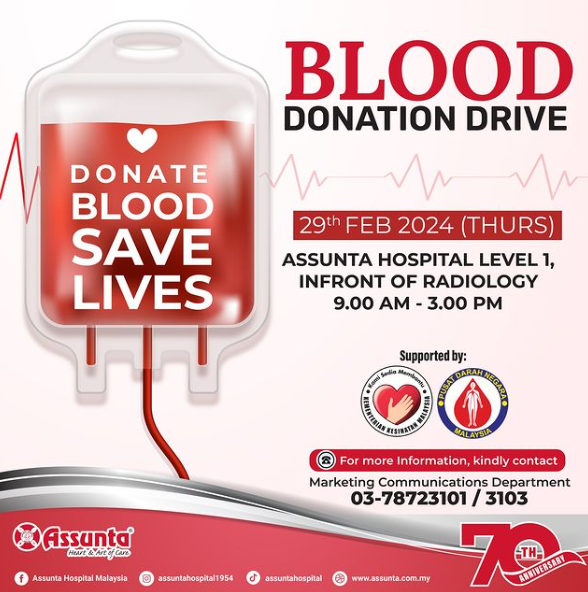 BLOOD
DONATION DRIVE
DONATE
BLOOD
SAVE
LIVES
29th FEB 2024 (THURS)
ASSUNTA HOSPITAL LEVEL 1,
INFRONT OF RADIOLOGY
9.00 AM - 3.00 PM
Supported by:
Kami Sedia Membantu
KEMENTERIAN KESIHATAN MALAYSIA
PUSAT DARAH NEGARA
MALAYSIA
For more Information, kindly contact
Marketing Communications Department
03-78723101 / 3103
Assunta
Heart & Art of Care
70TH
ANNIVERSARY
Assunta Hospital Malaysia
assuntahospital1954
assuntahospital
www.assunta.com.my